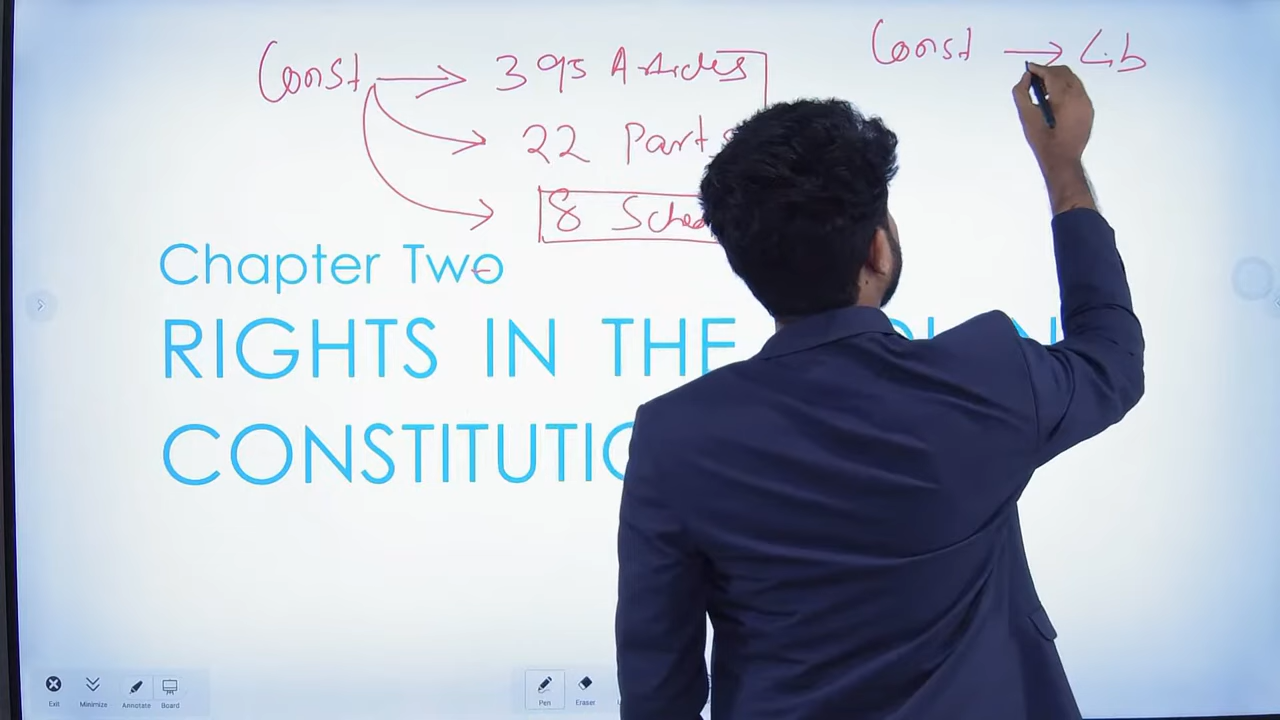 Const → 395 Articles
22 Parts
8 Sched
Const → Lib
Chapter Two
RIGHTS IN THE
CONSTITUTIO
Exit
Minimize
Annotate
Board
Pen
Eraser